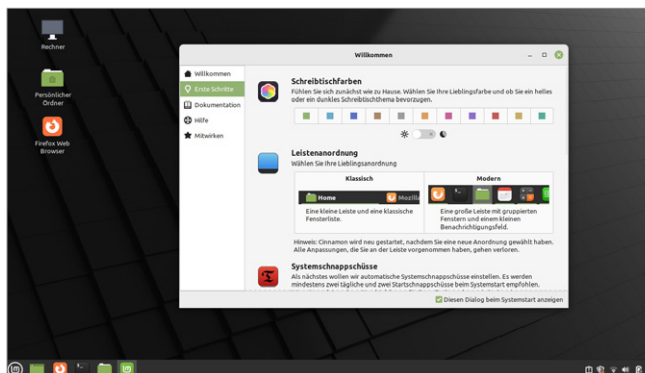 Rechner
Persönlicher
Ordner
Firefox Web
Browser
Willkommen
Willkommen
Erste Schritte
Dokumentation
Hilfe
Mitwirken
Schreibtischfarben
Fühlen Sie sich zunächst wie zu Hause. Wählen Sie Ihre Lieblingsfarbe und ob Sie ein helles
oder ein dunkles Schreibtischthema bevorzugen.
Leistenanordnung
Wählen Sie Ihre Lieblingsanordnung
Klassisch
Modern
Home
Mozilla
Eine kleine Leiste und eine klassische
Fensterliste.
Eine große Leiste mit gruppierten
Fenstern und einem kleinen
Benachrichtigungsfeld.
Hinweis: Cinnamon wird neu gestartet, nachdem Sie eine neue Anordnung gewählt haben.
Alle Anpassungen, die Sie an der Leiste vorgenommen haben, gehen verloren.
Systemschnappschüsse
Als nächstes wollen wir automatische Systemschnappschüsse einstellen. Es werden
mindestens zwei tägliche und zwei Startschnappschüsse beim Systemstart empfohlen.
Diesen Dialog beim Systemstart anzeigen